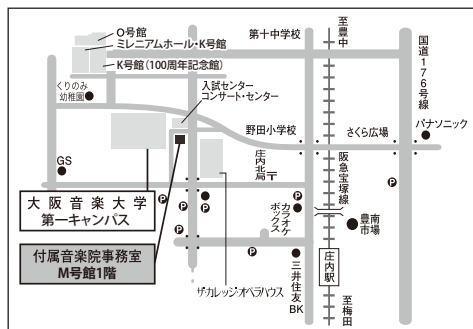 O号館
ミレニアムホール・K号館
K号館(100周年記念館)
第十中学校
至豊中
国道176号線
くりのみ
幼稚園
入試センター
コンサート・センター
野田小学校
さくら広場
パナソニック
GS
庄内北局〒
阪急宝塚線
大阪音楽大学
第一キャンパス
P
P
P
カラオケ
ボックス
豊南
市場
付属音楽院事務室
M号館1階
P
P
P
ザ・カレッジ・オペラハウス
三井住友
BK
庄内駅
至梅田